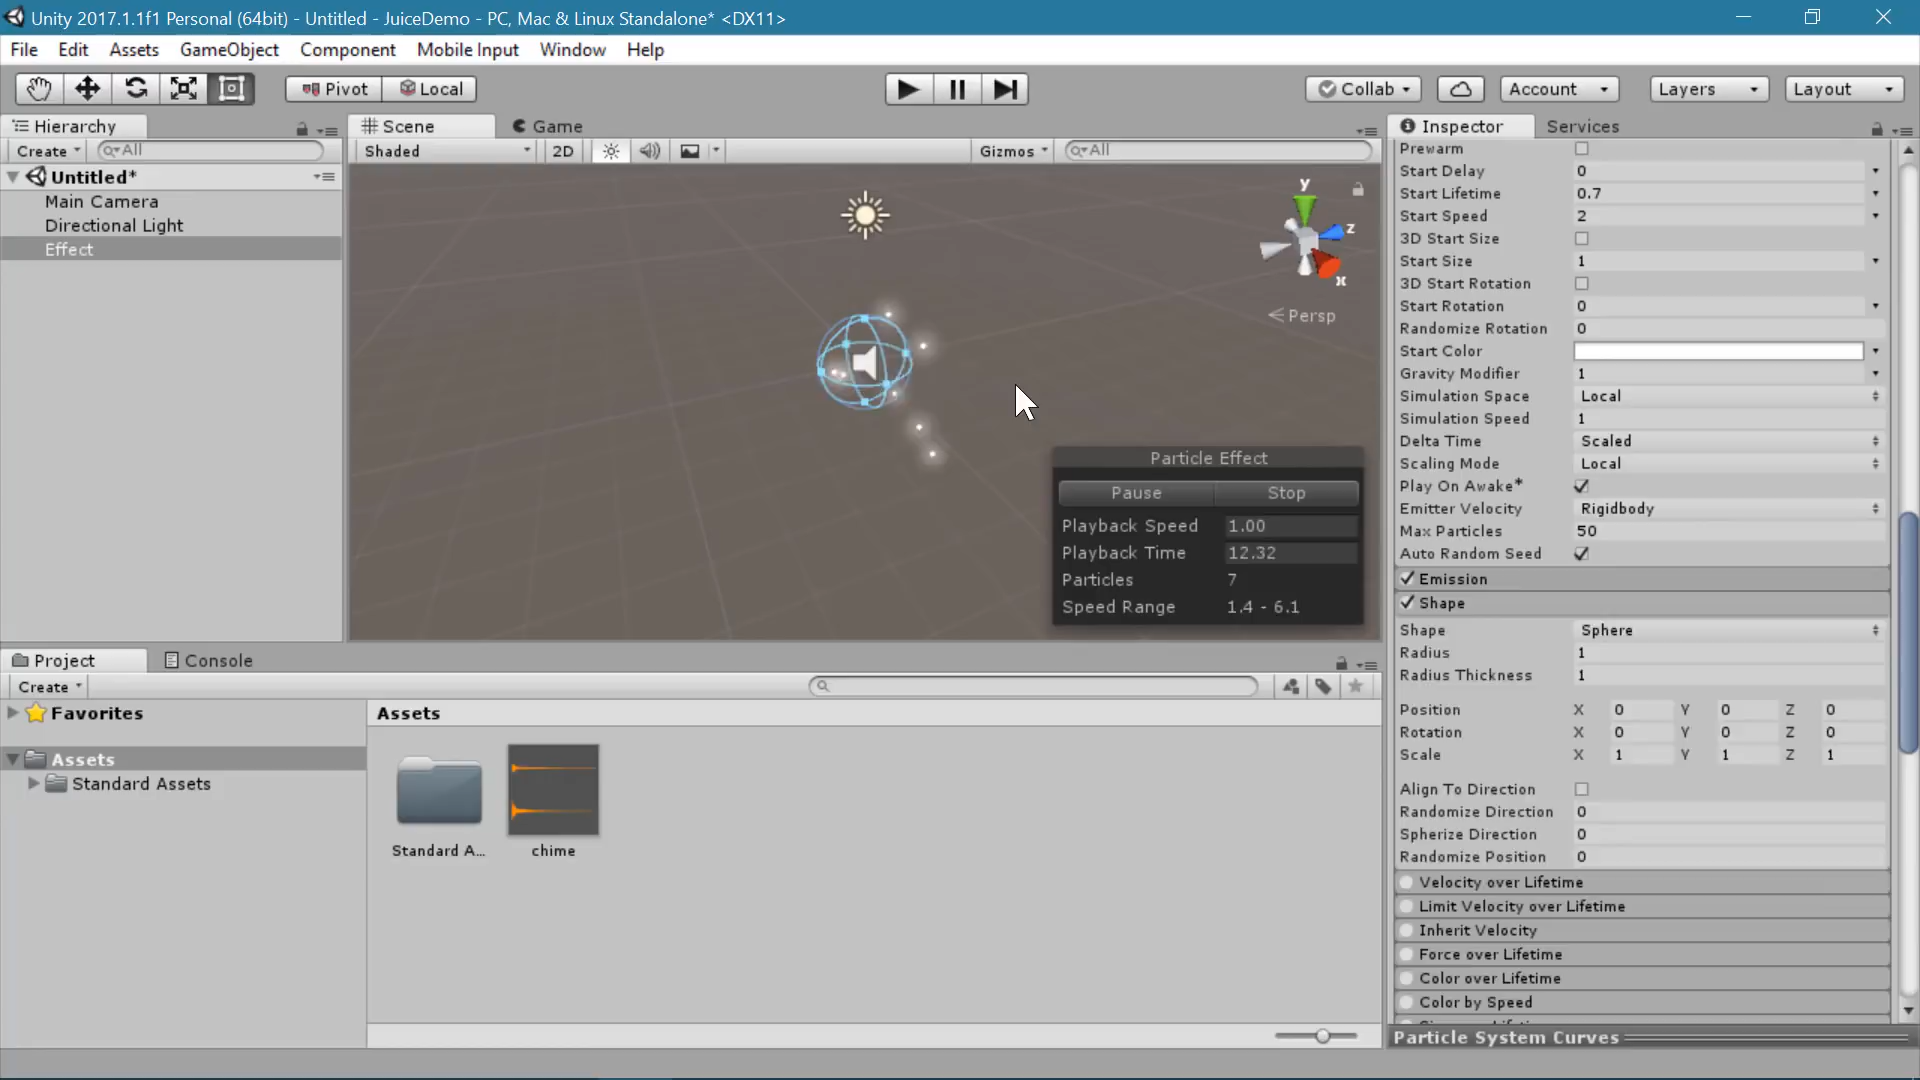 Unity 2017.1.1f1 Personal (64bit) - Untitled - JuiceDemo - PC, Mac & Linux Standalone* <DX11>
File Edit Assets GameObject Component Mobile Input Window Help
Pivot Local Collab Account Layers Layout
Hierarchy
Create All
Untitled*
Main Camera
Directional Light
Effect
Scene Game
Shaded 2D Gizmos All
y
z
x
Persp
Particle Effect
Pause Stop
Playback Speed 1.00
Playback Time 12.32
Particles 7
Speed Range 1.4 - 6.1
Inspector Services
Prewarm
Start Delay 0
Start Lifetime 0.7
Start Speed 2
3D Start Size
Start Size 1
3D Start Rotation
Start Rotation 0
Randomize Rotation 0
Start Color
Gravity Modifier 1
Simulation Space Local
Simulation Speed 1
Delta Time Scaled
Scaling Mode Local
Play On Awake*
Emitter Velocity Rigidbody
Max Particles 50
Auto Random Seed
Emission
Shape
Shape Sphere
Radius 1
Radius Thickness 1
Position X 0 Y 0 Z 0
Rotation X 0 Y 0 Z 0
Scale X 1 Y 1 Z 1
Align To Direction
Randomize Direction 0
Spherize Direction 0
Randomize Position 0
Velocity over Lifetime
Limit Velocity over Lifetime
Inherit Velocity
Force over Lifetime
Color over Lifetime
Color by Speed
Particle System Curves
Project Console
Create
Favorites
Assets
Standard Assets
Assets
Standard A...
chime